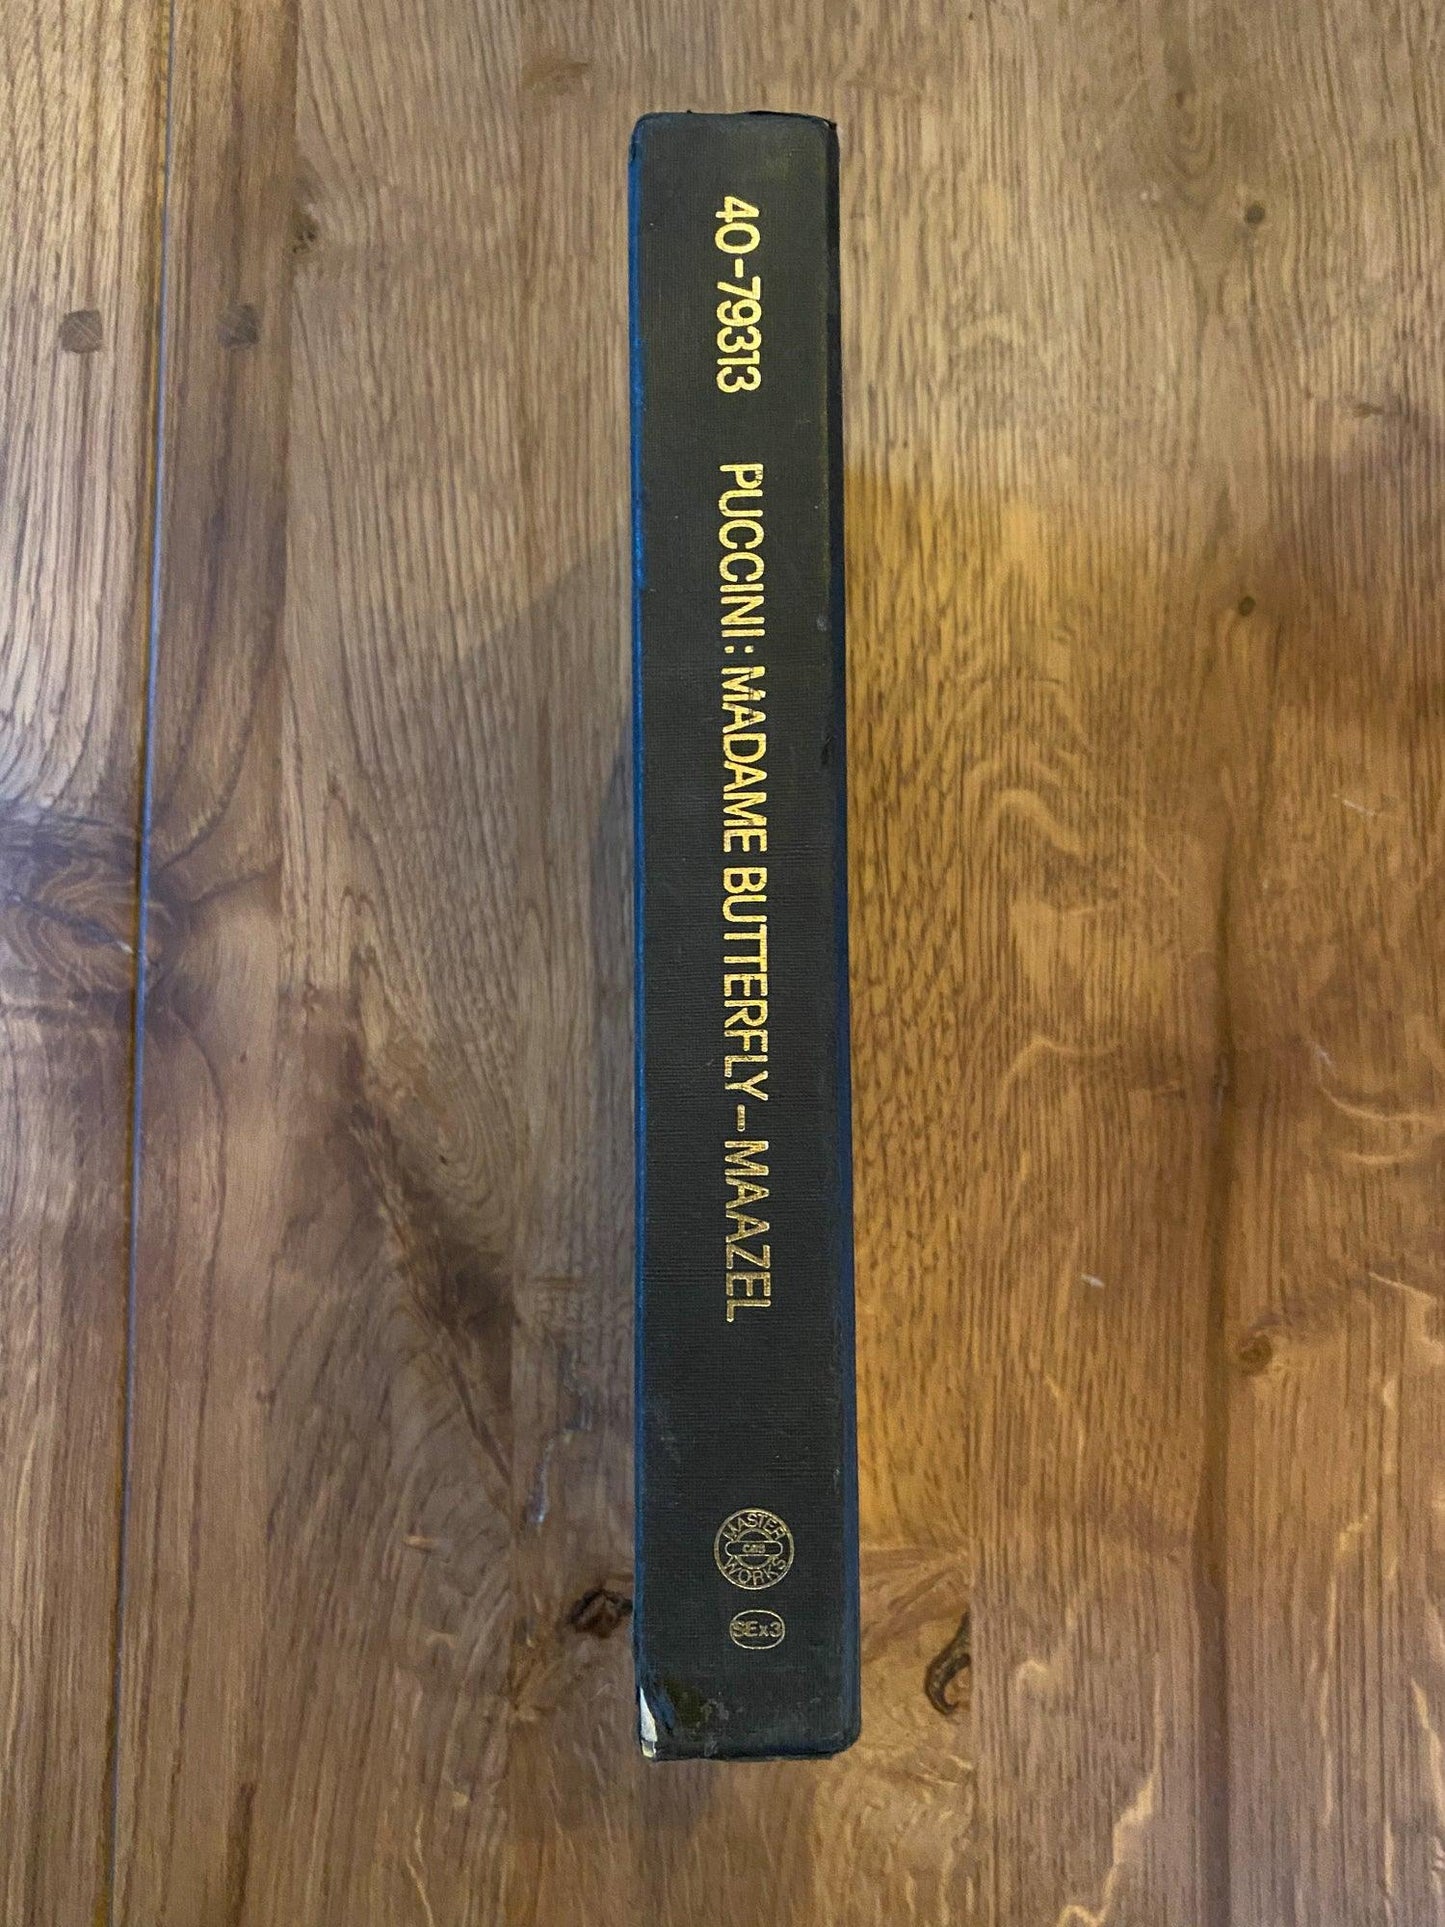 40-79313 PUCCINI: MADAME BUTTERFLY-MAAZEL
MASTER
CBS
WORKS
SEx3